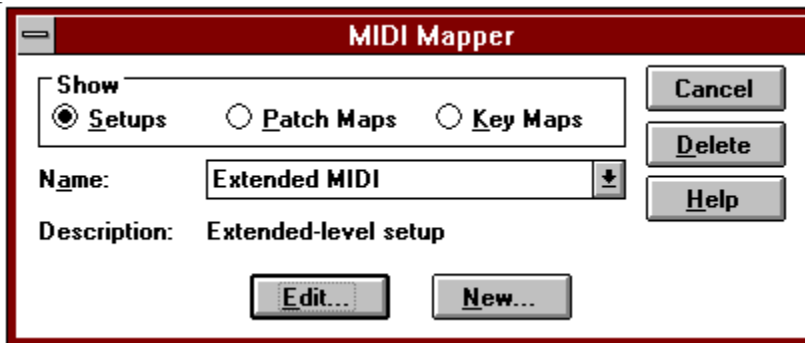 MIDI Mapper
Show
Setups Patch Maps Key Maps
Cancel
Delete
Name: Extended MIDI
Help
Description: Extended-level setup
Edit... New...